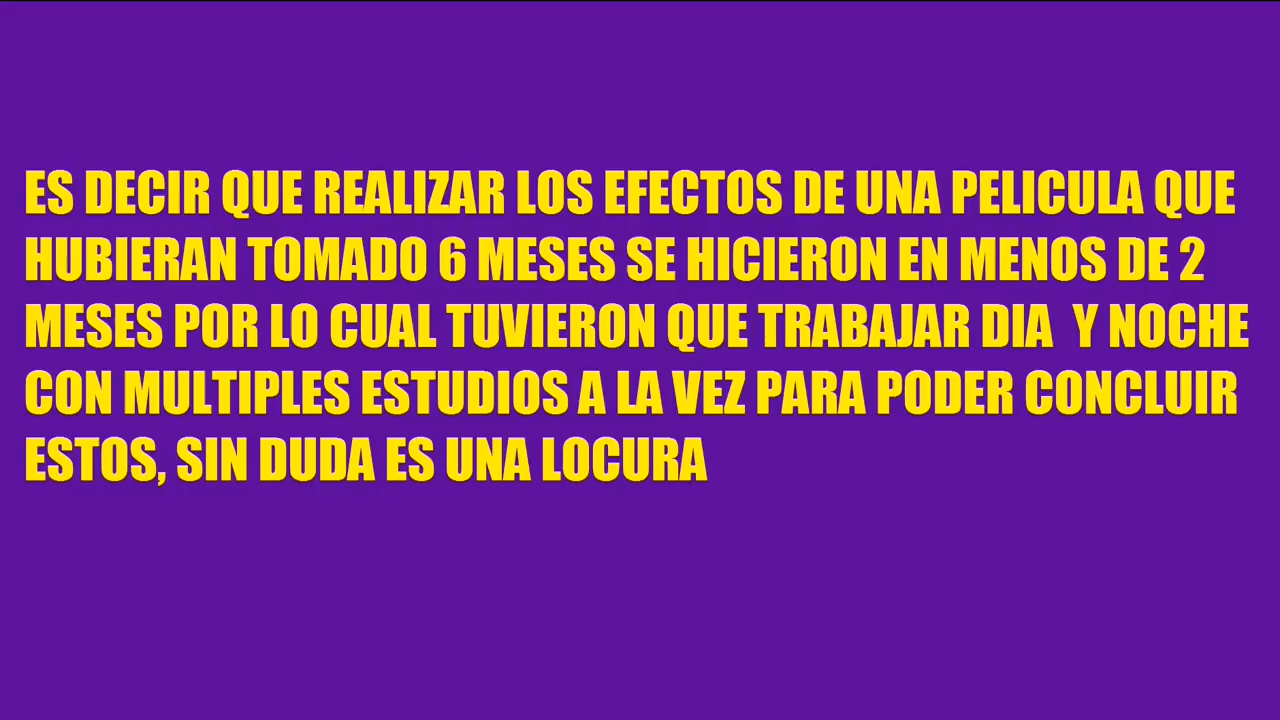 ES DECIR QUE REALIZAR LOS EFECTOS DE UNA PELICULA QUE
HUBIERAN TOMADO 6 MESES SE HICIERON EN MENOS DE 2
MESES POR LO CUAL TUVIERON QUE TRABAJAR DIA  Y NOCHE
CON MULTIPLES ESTUDIOS A LA VEZ PARA PODER CONCLUIR
ESTOS, SIN DUDA ES UNA LOCURA